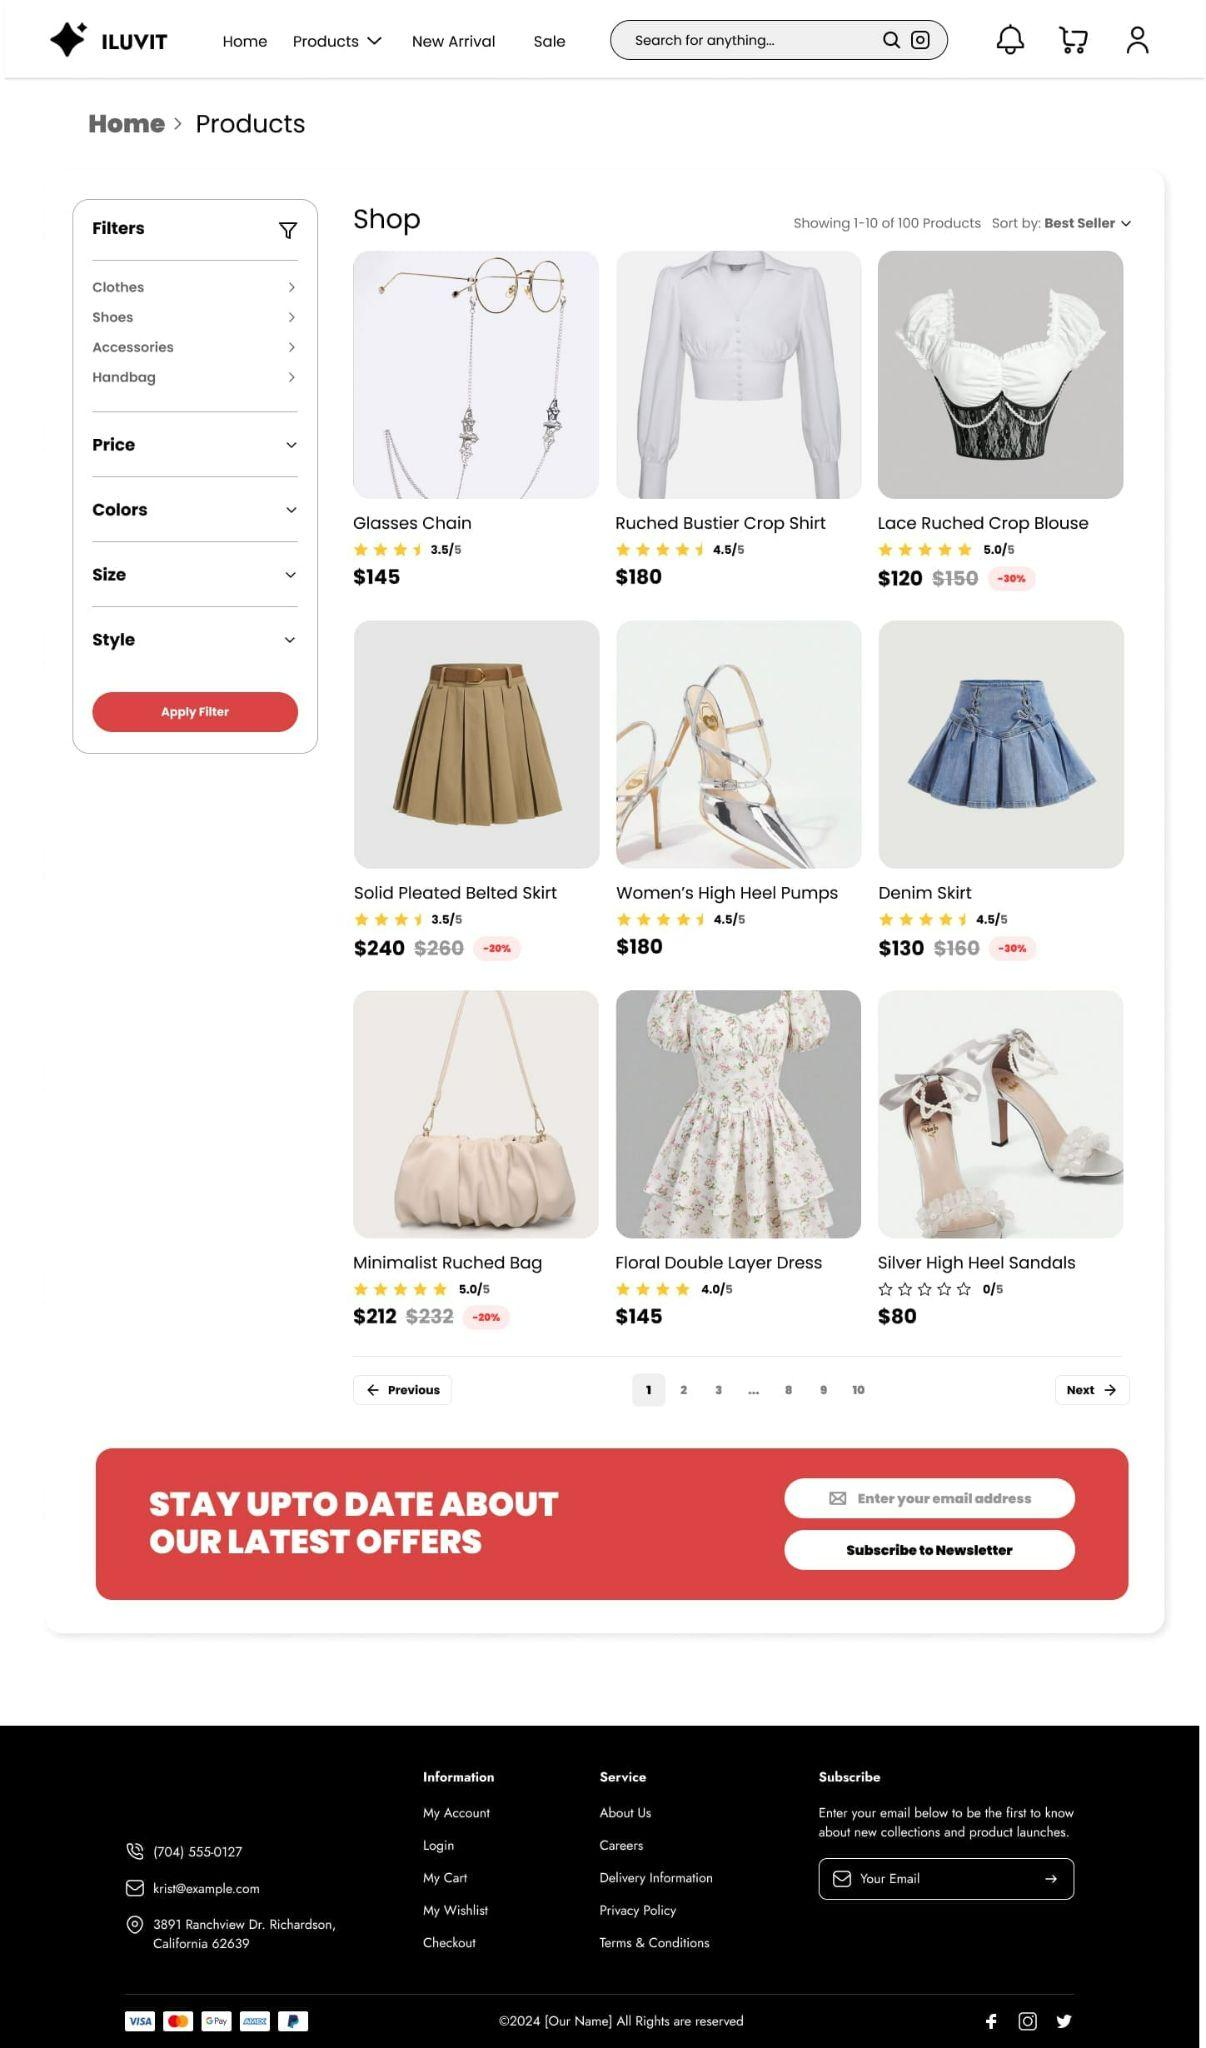 ILUVIT
Home
Products
New Arrival
Sale
Search for anything...
Home > Products
Filters
Clothes
Shoes
Accessories
Handbag
Price
Colors
Size
Style
Apply Filter
Shop
Showing 1-10 of 100 Products
Sort by: Best Seller
Glasses Chain
3.5/5
$145
Ruched Bustier Crop Shirt
4.5/5
$180
Lace Ruched Crop Blouse
5.0/5
$120 $150 -30%
Solid Pleated Belted Skirt
3.5/5
$240 $260 -20%
Women’s High Heel Pumps
4.5/5
$180
Denim Skirt
4.5/5
$130 $160 -30%
Minimalist Ruched Bag
5.0/5
$212 $232 -20%
Floral Double Layer Dress
4.0/5
$145
Silver High Heel Sandals
0/5
$80
Previous
1 2 3 ... 8 9 10
Next
STAY UPTO DATE ABOUT
OUR LATEST OFFERS
Enter your email address
Subscribe to Newsletter
(704) 555-0127
krist@example.com
3891 Ranchview Dr. Richardson,
California 62639
Information
My Account
Login
My Cart
My Wishlist
Checkout
Service
About Us
Careers
Delivery Information
Privacy Policy
Terms & Conditions
Subscribe
Enter your email below to be the first to know
about new collections and product launches.
Your Email
VISA
G Pay
AMEX
©2024 [Our Name] All Rights are reserved